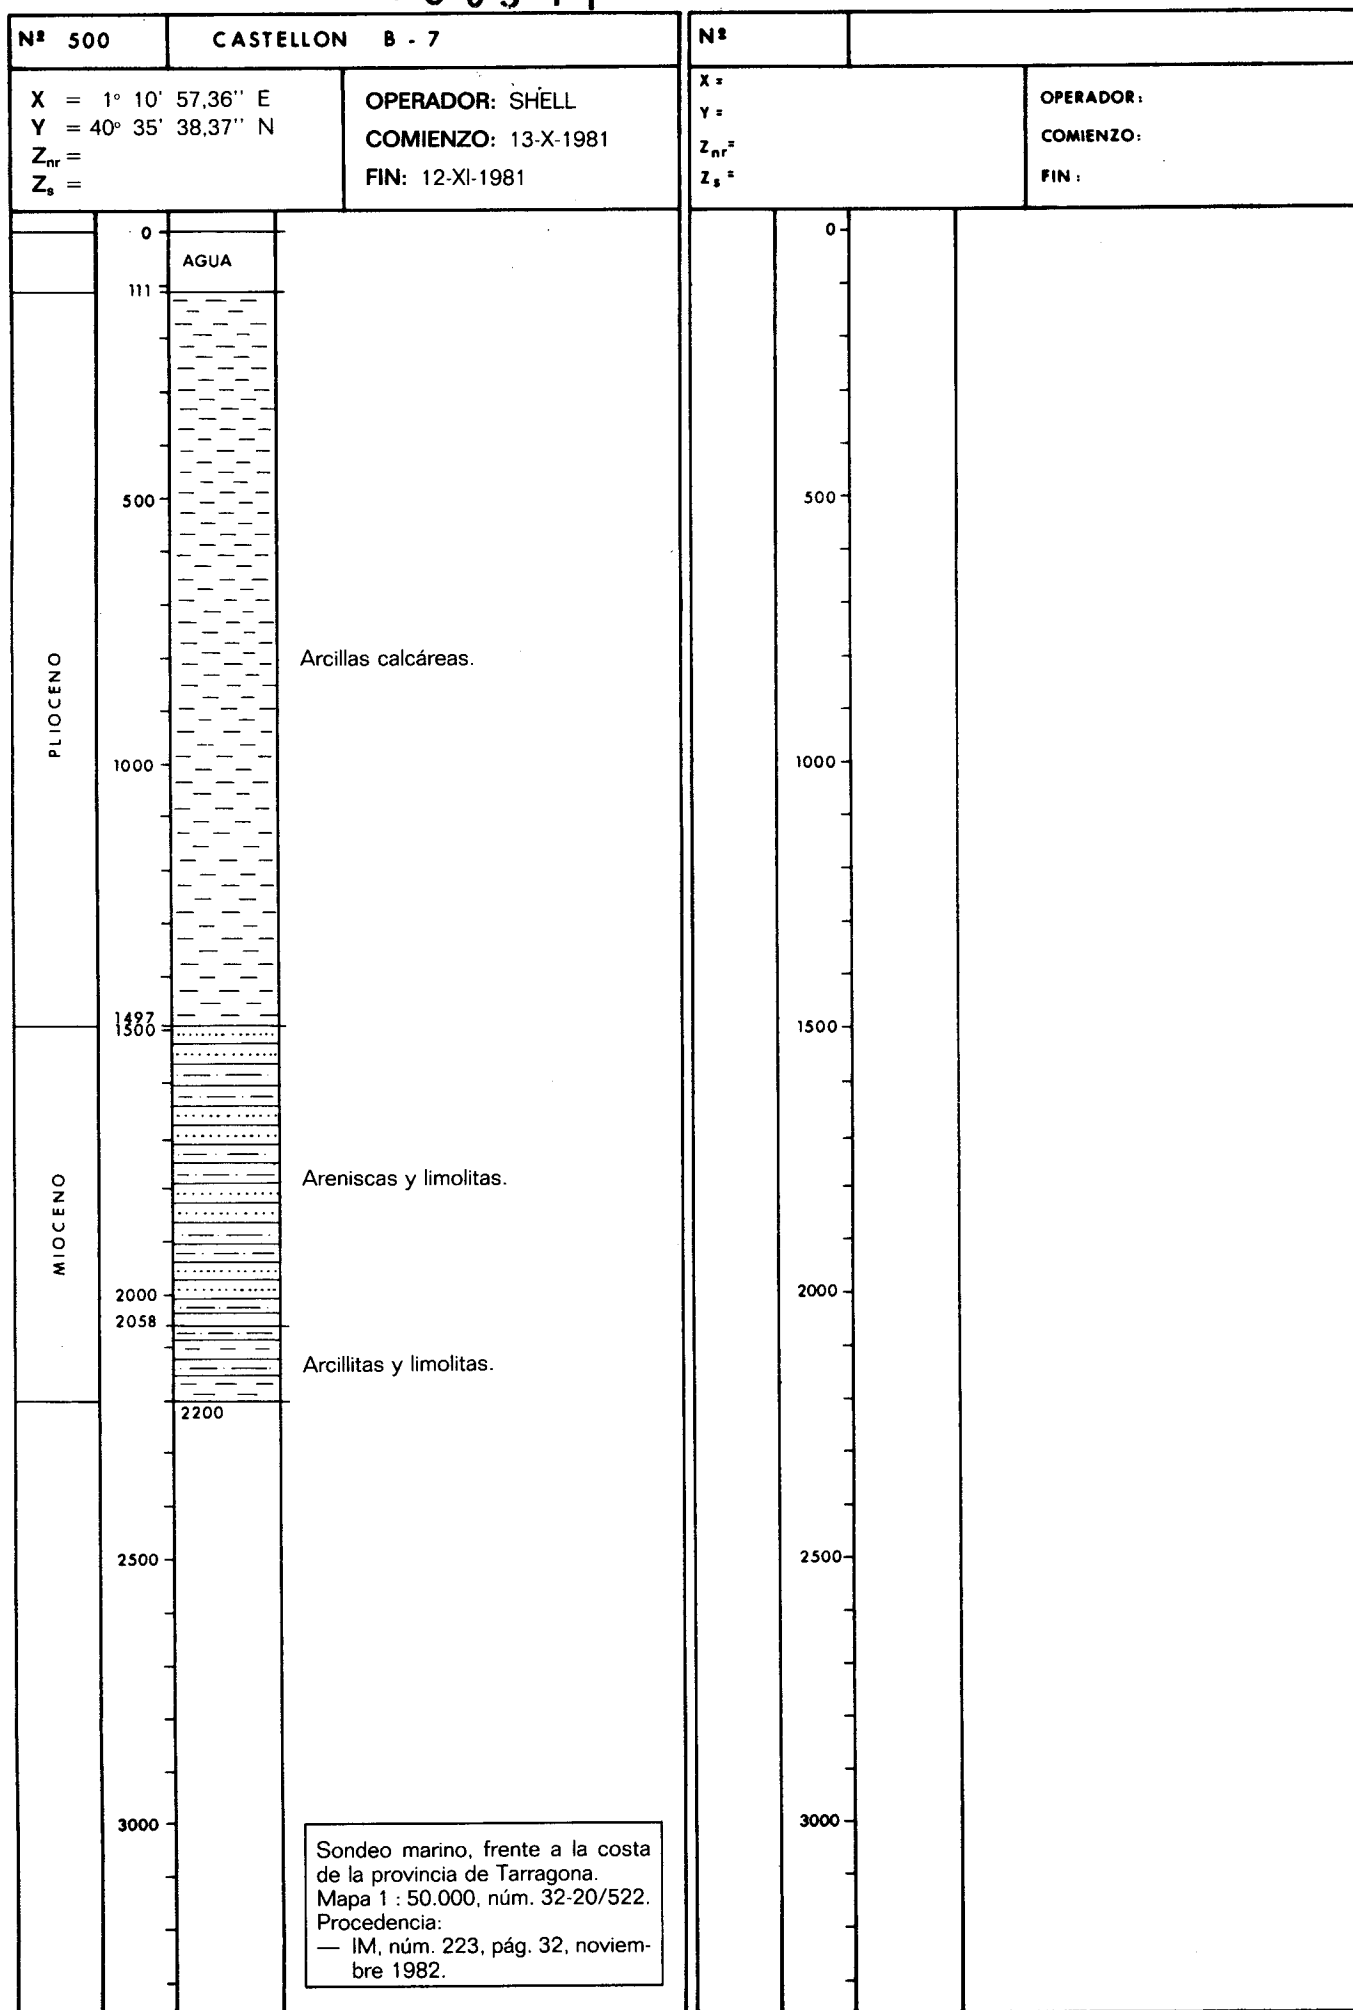 Nº 500 CASTELLON B - 7
X = 1° 10' 57,36'' E
Y = 40° 35' 38,37'' N
Znr =
Zs =
OPERADOR: SHELL
COMIENZO: 13-X-1981
FIN: 12-XI-1981
0
AGUA
111
500
PLIOCENO
Arcillas calcáreas.
1000
1497
1500
MIOCENO
Areniscas y limolitas.
2000
2058
Arcillitas y limolitas.
2200
2500
3000
Sondeo marino, frente a la costa
de la provincia de Tarragona.
Mapa 1 : 50.000, núm. 32-20/522.
Procedencia:
— IM, núm. 223, pág. 32, noviem-
bre 1982.
Nº
X =
Y =
Znr=
Zs =
OPERADOR:
COMIENZO:
FIN :
0
500
1000
1500
2000
2500
3000